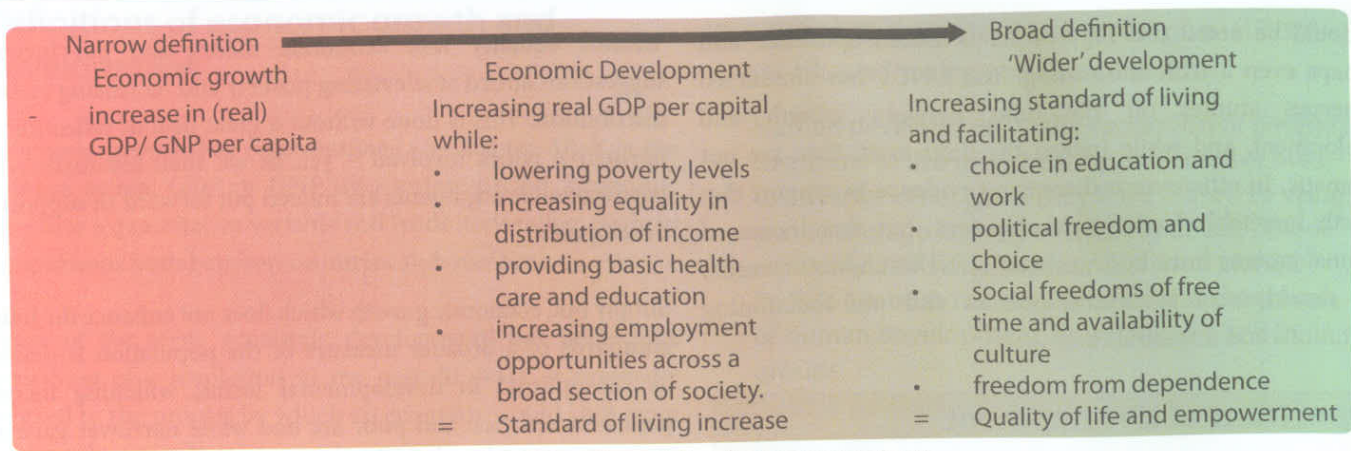 Narrow definition
Economic growth
- increase in (real)
GDP/ GNP per capita
Economic Development
Increasing real GDP per capital
while:
• lowering poverty levels
• increasing equality in
distribution of income
• providing basic health
care and education
• increasing employment
opportunities across a
broad section of society.
= Standard of living increase
Broad definition
'Wider' development
Increasing standard of living
and facilitating:
• choice in education and
work
• political freedom and
choice
• social freedoms of free
time and availability of
culture
• freedom from dependence
= Quality of life and empowerment